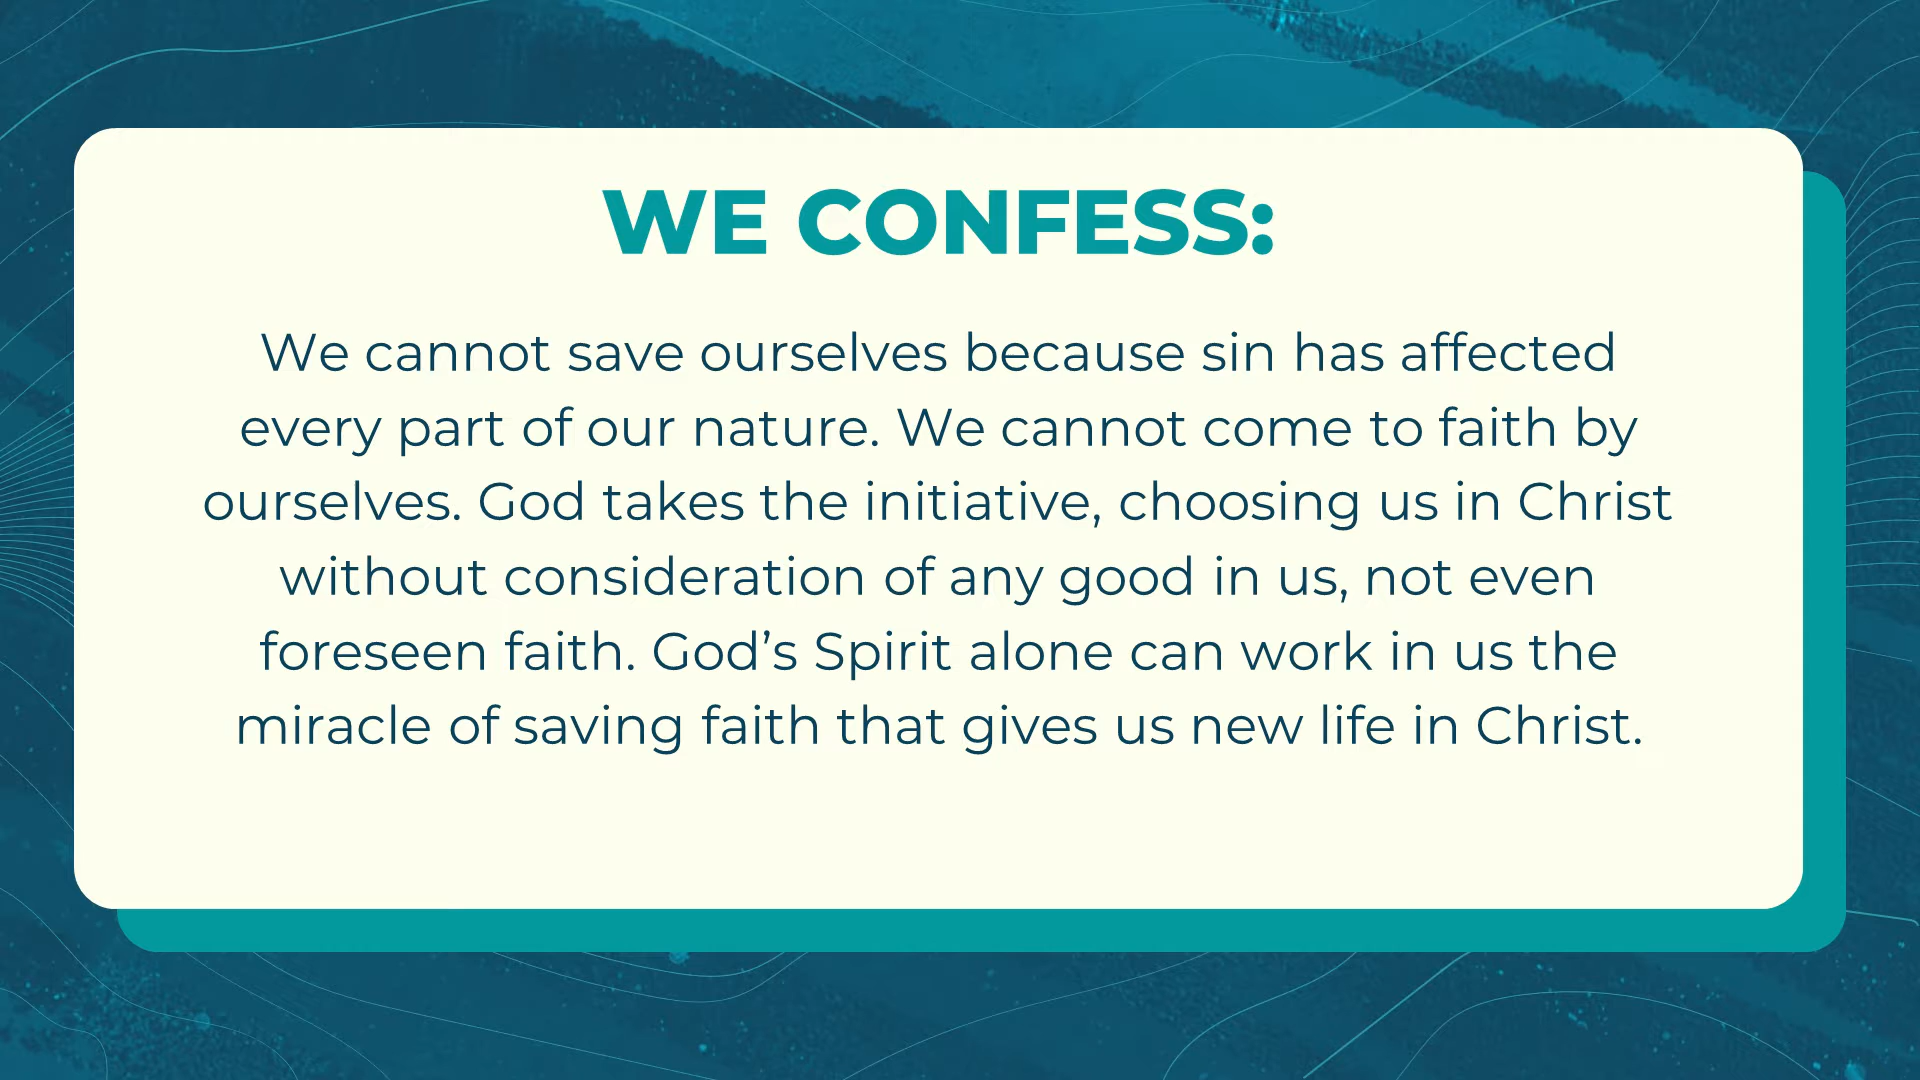 WE CONFESS:
We cannot save ourselves because sin has affected
every part of our nature. We cannot come to faith by
ourselves. God takes the initiative, choosing us in Christ
without consideration of any good in us, not even
foreseen faith. God’s Spirit alone can work in us the
miracle of saving faith that gives us new life in Christ.